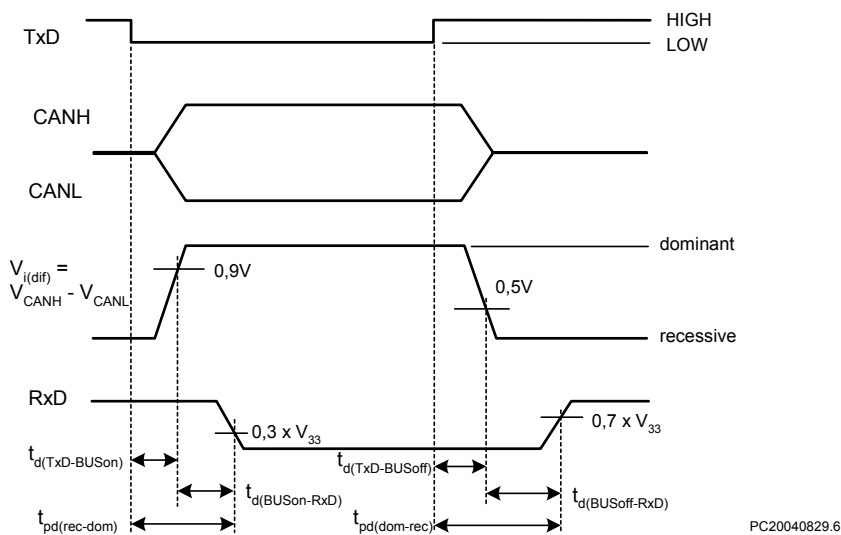 TxD
HIGH
LOW
CANH
CANL
V_i(dif) =
V_CANH - V_CANL
0,9V
dominant
0,5V
recessive
RxD
0,3 x V_33
0,7 x V_33
t_d(TxD-BUSon)
t_d(BUSon-RxD)
t_pd(rec-dom)
t_d(TxD-BUSoff)
t_d(BUSoff-RxD)
t_pd(dom-rec)
PC20040829.6